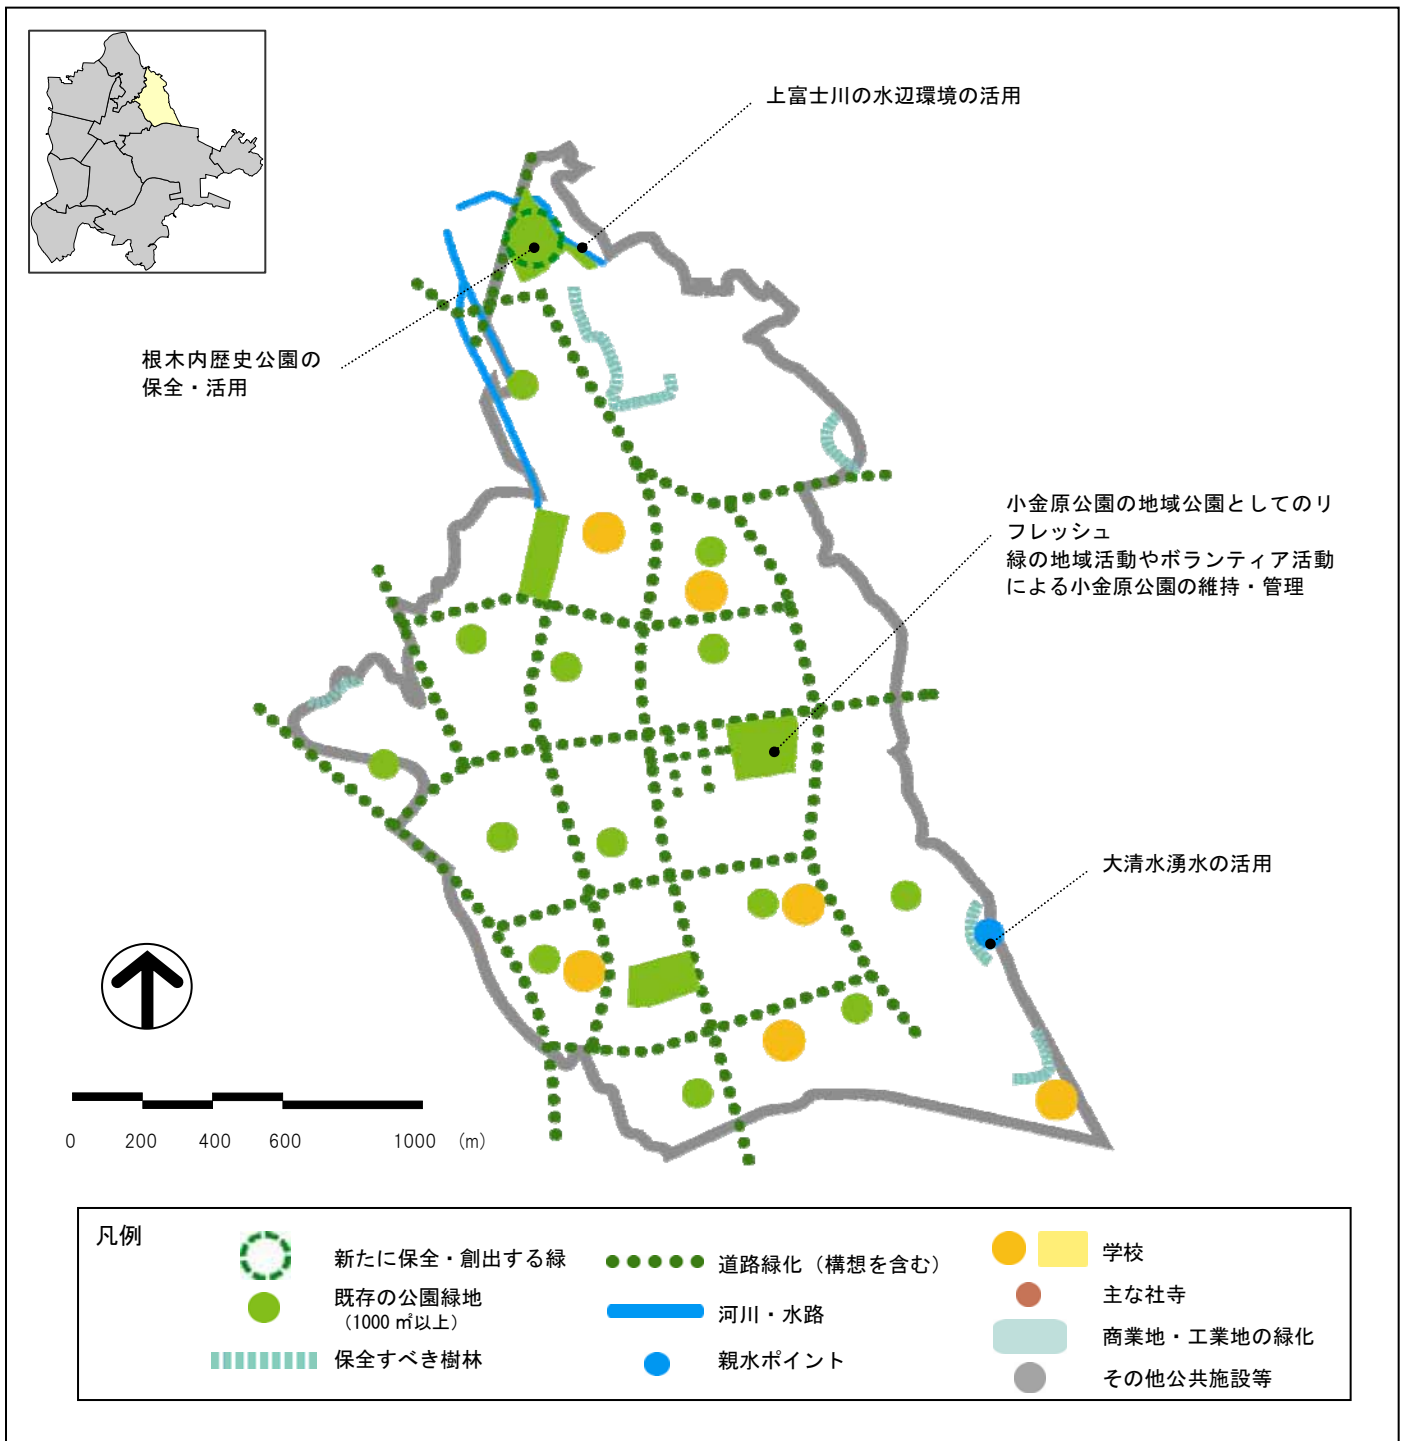 上富士川の水辺環境の活用
根木内歴史公園の
保全・活用
小金原公園の地域公園としてのリ
フレッシュ
緑の地域活動やボランティア活動
による小金原公園の維持・管理
大清水湧水の活用
0 200 400 600 1000 (m)
凡例
新たに保全・創出する緑
既存の公園緑地
(1000 ㎡以上)
保全すべき樹林
道路緑化（構想を含む）
河川・水路
親水ポイント
学校
主な社寺
商業地・工業地の緑化
その他公共施設等